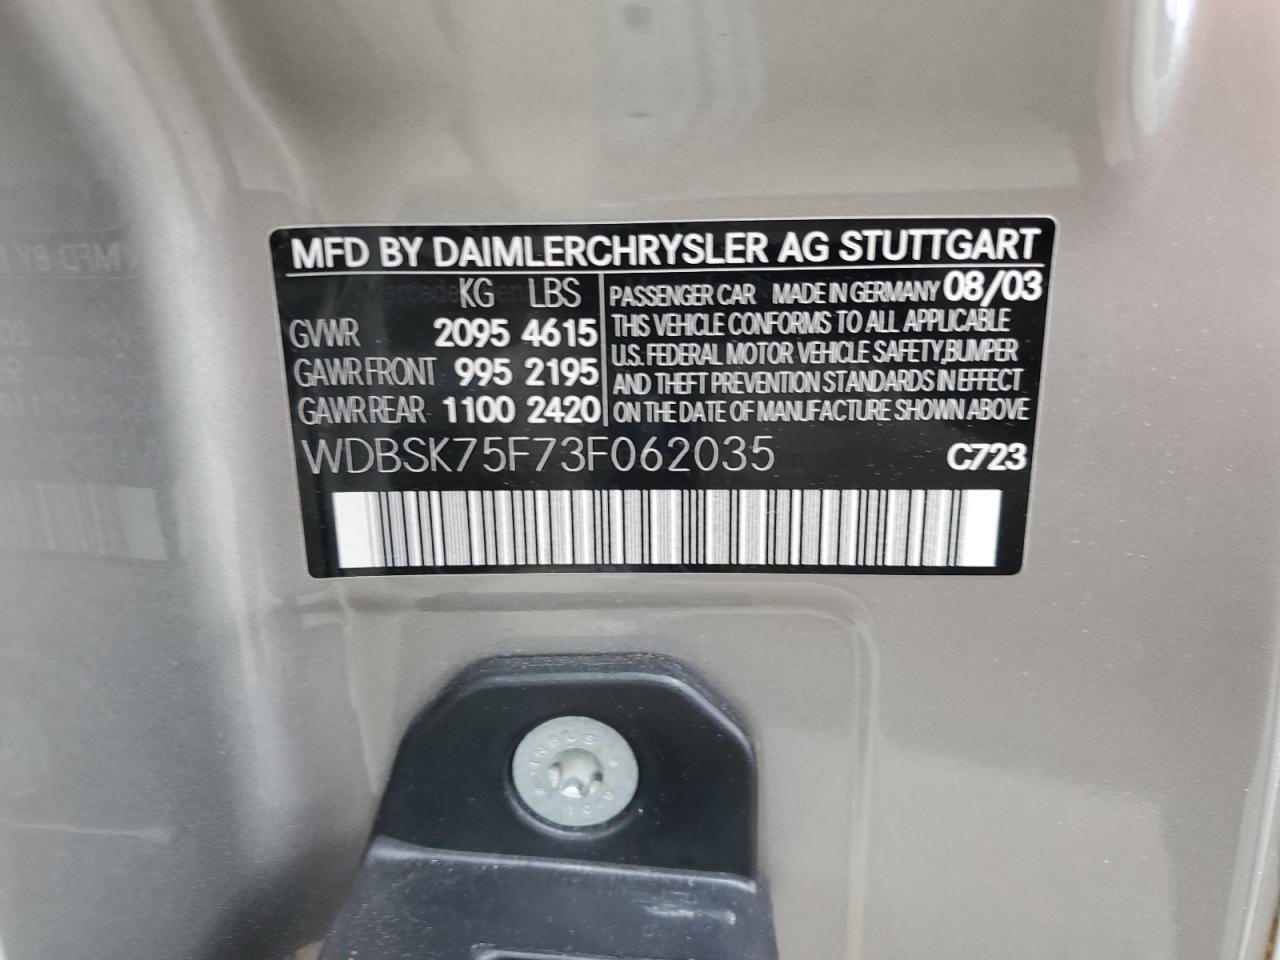 MFD BY DAIMLERCHRYSLER AG STUTTGART
KG LBS
GVWR 2095 4615
GAWR FRONT 995 2195
GAWR REAR 1100 2420
PASSENGER CAR MADE IN GERMANY 08/03
THIS VEHICLE CONFORMS TO ALL APPLICABLE
U.S. FEDERAL MOTOR VEHICLE SAFETY, BUMPER
AND THEFT PREVENTION STANDARDS IN EFFECT
ON THE DATE OF MANUFACTURE SHOWN ABOVE
WDBSK75F73F062035 C723
INBUS